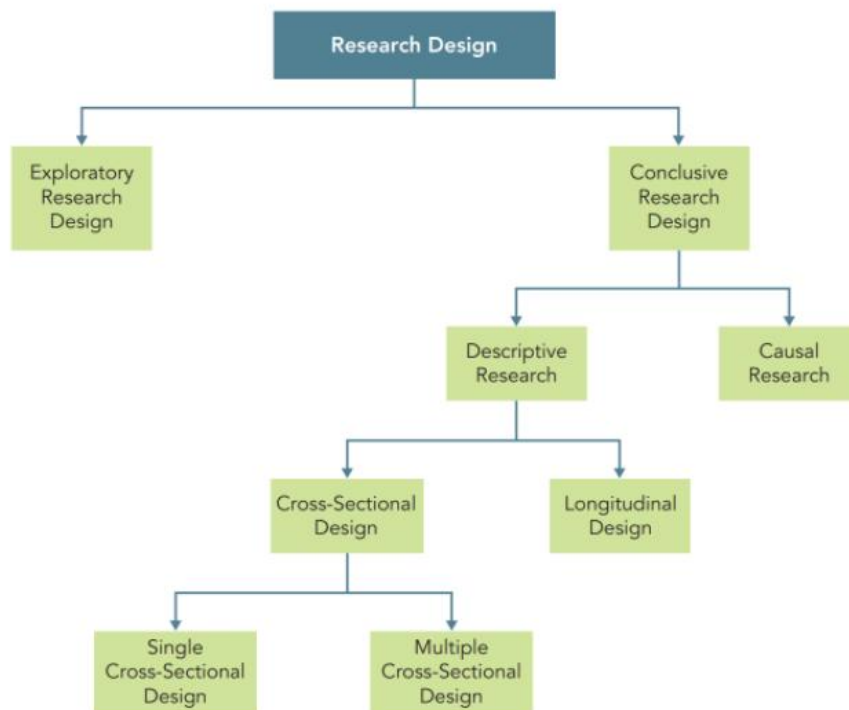 Research Design
Exploratory
Research
Design
Conclusive
Research
Design
Descriptive
Research
Causal
Research
Cross-Sectional
Design
Longitudinal
Design
Single
Cross-Sectional
Design
Multiple
Cross-Sectional
Design